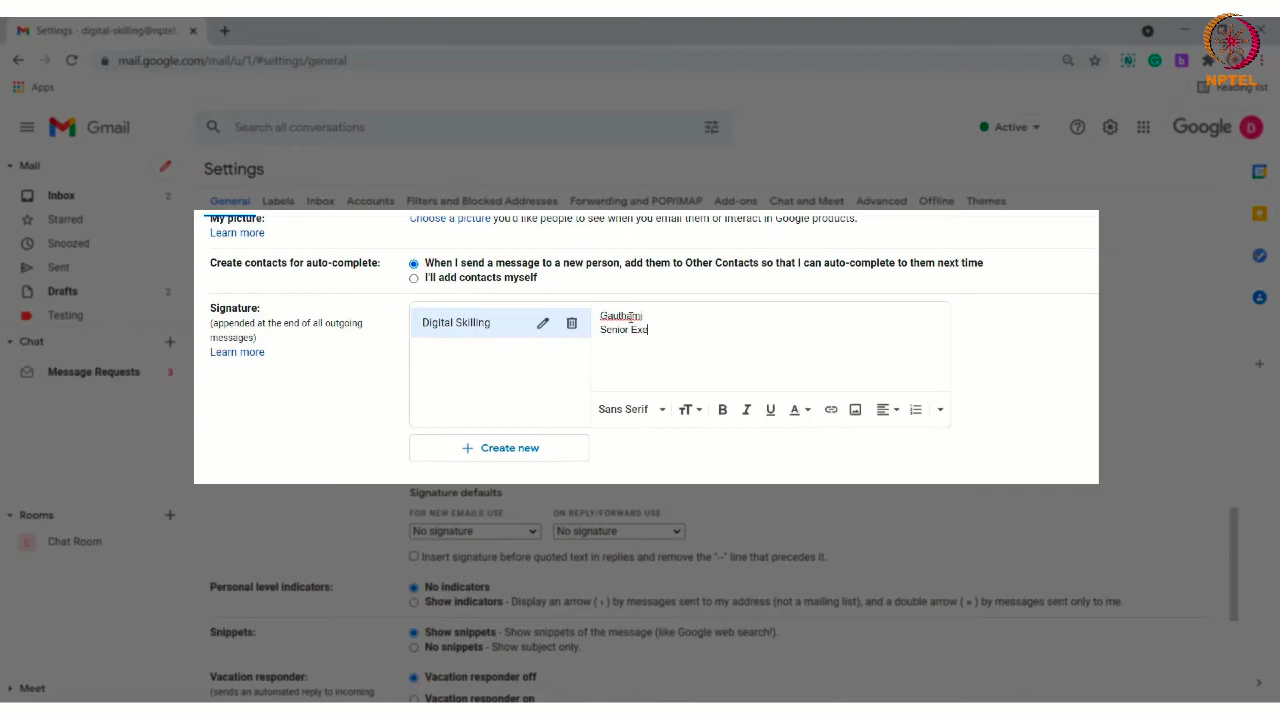 Settings - digital-skilling@nptel.
NPTEL
mail.google.com/mail/u/1/#settings/general
Apps
Reading list
Gmail
Search all conversations
Active
Google
D
Mail
Settings
Inbox 2
General Labels Inbox Accounts Filters and Blocked Addresses Forwarding and POP/IMAP Add-ons Chat and Meet Advanced Offline Themes
Starred
Snoozed
Sent
Drafts 2
Testing
Chat
Message Requests 3
Rooms
Chat Room
Meet
My picture: Choose a picture you'd like people to see when you email them or interact in Google products.
Learn more
Create contacts for auto-complete: When I send a message to a new person, add them to Other Contacts so that I can auto-complete to them next time
I'll add contacts myself
Signature:
(appended at the end of all outgoing
messages)
Learn more
Digital Skilling
Gauthami
Senior Exe
Sans Serif
Create new
Signature defaults
FOR NEW EMAILS USE ON REPLY/FORWARD USE
No signature No signature
Insert signature before quoted text in replies and remove the "--" line that precedes it.
Personal level indicators: No indicators
Show indicators - Display an arrow ( › ) by messages sent to my address (not a mailing list), and a double arrow ( » ) by messages sent only to me.
Snippets: Show snippets - Show snippets of the message (like Google web search!).
No snippets - Show subject only.
Vacation responder: Vacation responder off
(sends an automated reply to incoming
Vacation responder on